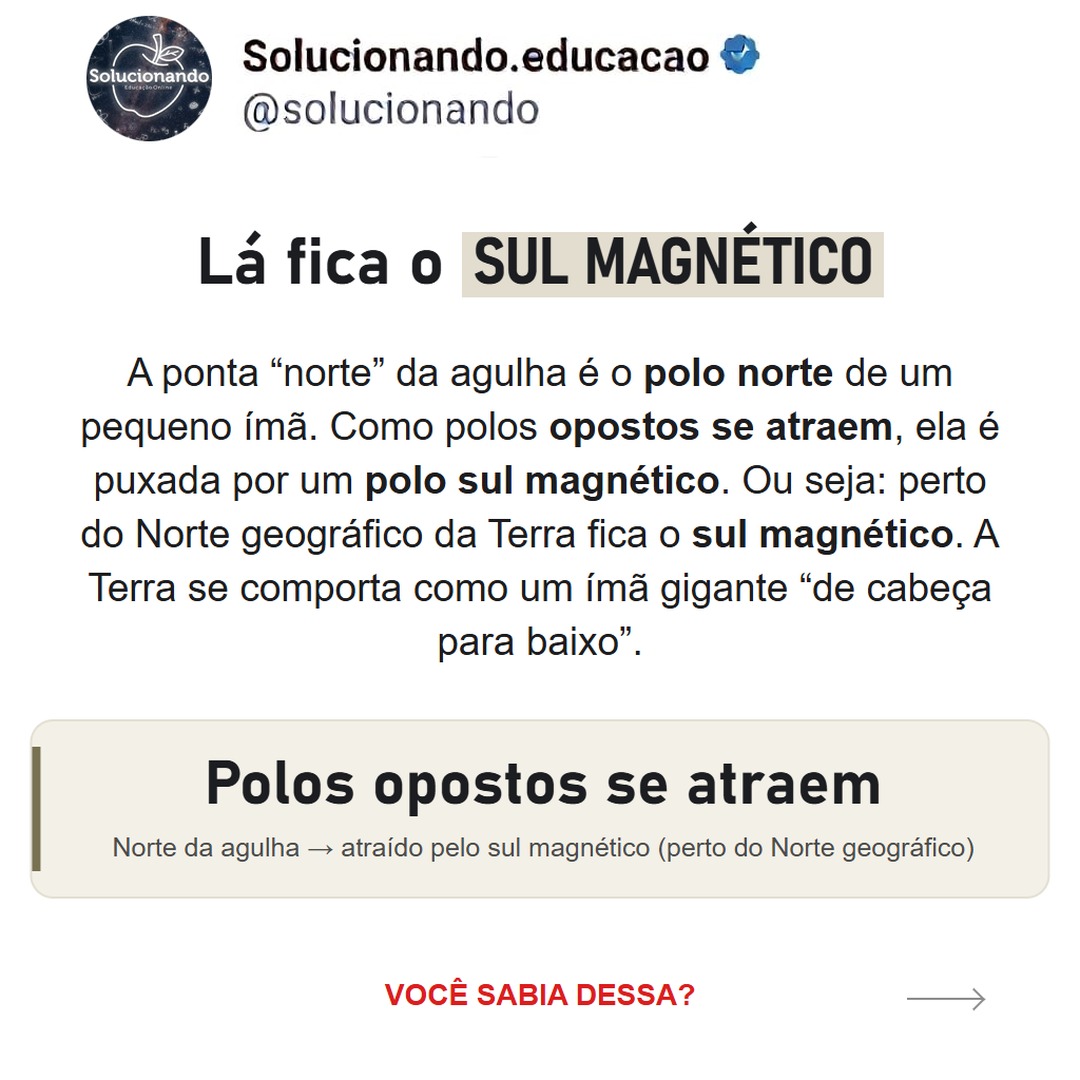 Solucionando
Educação Online
Solucionando.educacao
@solucionando
Lá fica o SUL MAGNÉTICO
A ponta “norte” da agulha é o polo norte de um
pequeno ímã. Como polos opostos se atraem, ela é
puxada por um polo sul magnético. Ou seja: perto
do Norte geográfico da Terra fica o sul magnético. A
Terra se comporta como um ímã gigante “de cabeça
para baixo”.
Polos opostos se atraem
Norte da agulha → atraído pelo sul magnético (perto do Norte geográfico)
VOCÊ SABIA DESSA?